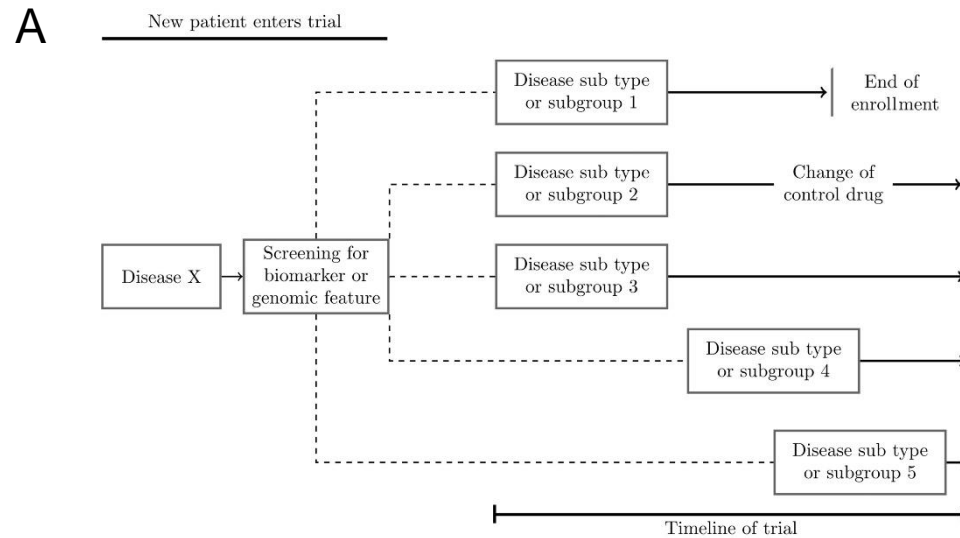 A
New patient enters trial
Disease sub type
or subgroup 1
End of
enrollment
Disease sub type
or subgroup 2
Change of
control drug
Disease X
Screening for
biomarker or
genomic feature
Disease sub type
or subgroup 3
Disease sub type
or subgroup 4
Disease sub type
or subgroup 5
Timeline of trial